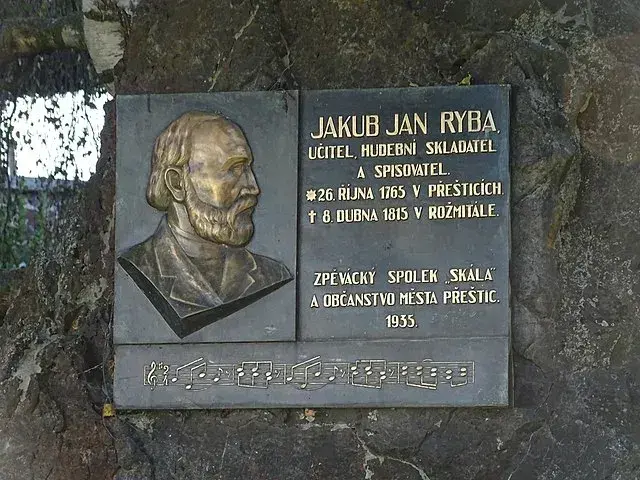 JAKUB JAN RYBA,
UČITEL, HUDEBNÍ SKLADATEL
A SPISOVATEL.
✸ 26. ŘÍJNA 1765 V PŘEŠTICÍCH.
† 8. DUBNA 1815 V ROŽMITÁLE.
ZPĚVÁCKÝ SPOLEK „SKÁLA"
A OBČANSTVO MĚSTA PŘEŠTIC.
1935.